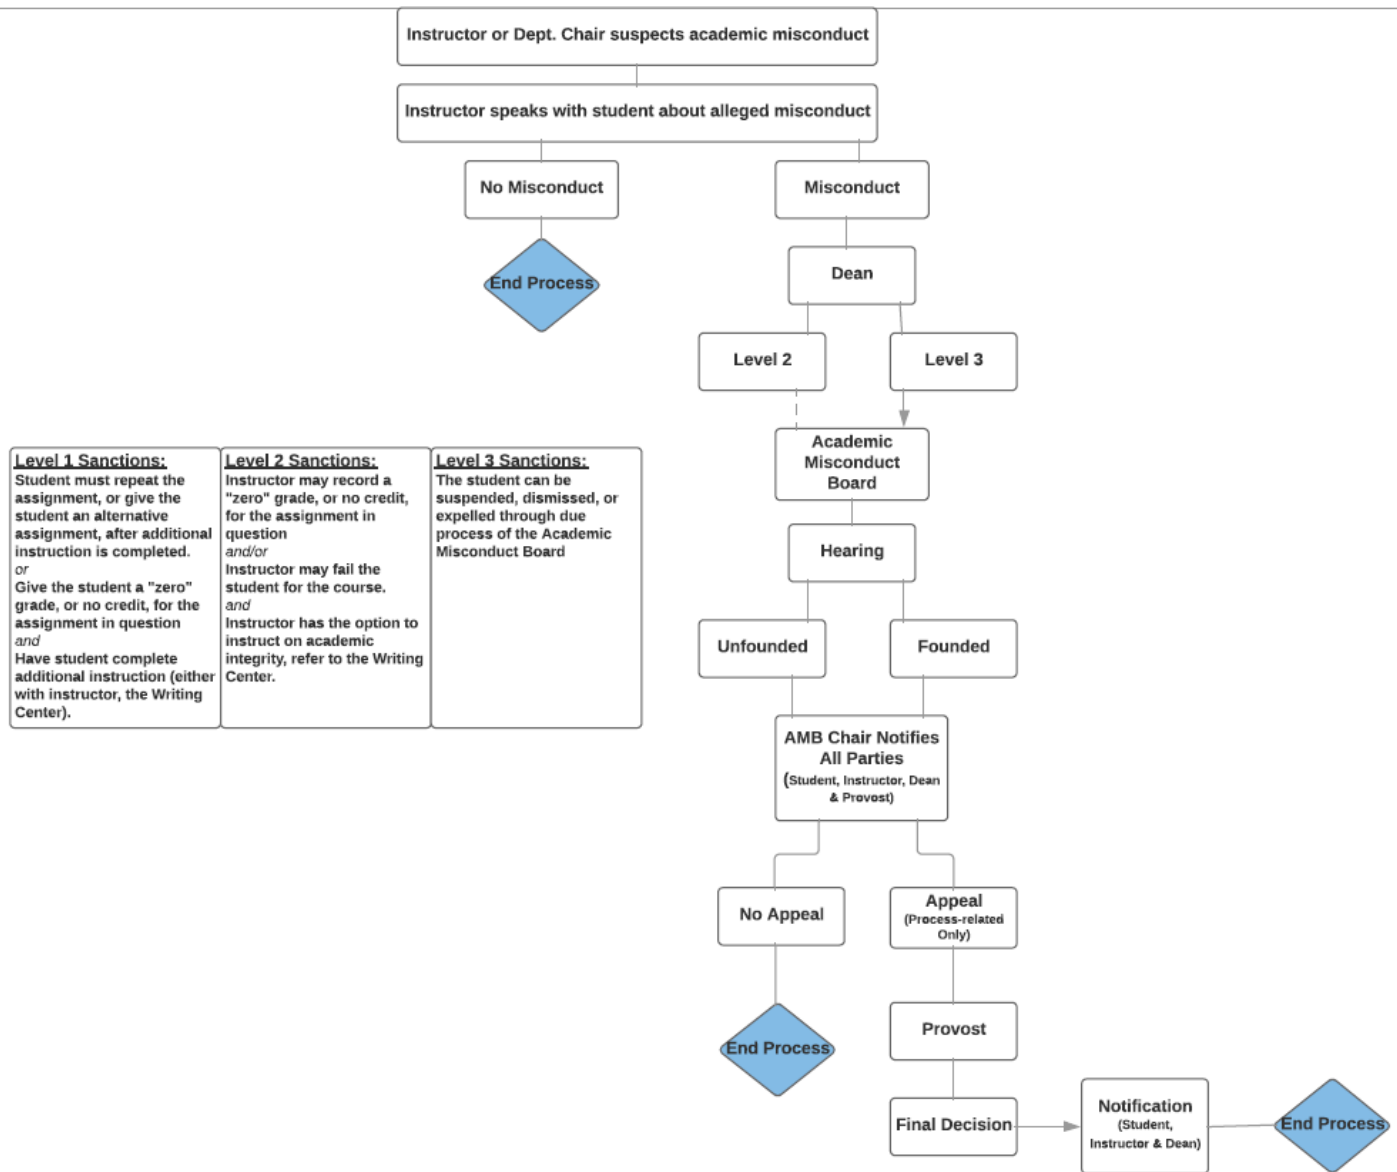 Instructor or Dept. Chair suspects academic misconduct
Instructor speaks with student about alleged misconduct
No Misconduct
Misconduct
End Process
Dean
Level 2
Level 3
Academic
Misconduct
Board
Level 1 Sanctions:
Student must repeat the
assignment, or give the
student an alternative
assignment, after additional
instruction is completed.
or
Give the student a "zero"
grade, or no credit, for the
assignment in question
and
Have student complete
additional instruction (either
with instructor, the Writing
Center).
Level 2 Sanctions:
Instructor may record a
"zero" grade, or no credit,
for the assignment in
question
and/or
Instructor may fail the
student for the course.
and
Instructor has the option to
instruct on academic
integrity, refer to the Writing
Center.
Level 3 Sanctions:
The student can be
suspended, dismissed, or
expelled through due
process of the Academic
Misconduct Board
Hearing
Unfounded
Founded
AMB Chair Notifies
All Parties
(Student, Instructor, Dean
& Provost)
No Appeal
Appeal
(Process-related
Only)
End Process
Provost
Final Decision
Notification
(Student,
Instructor & Dean)
End Process